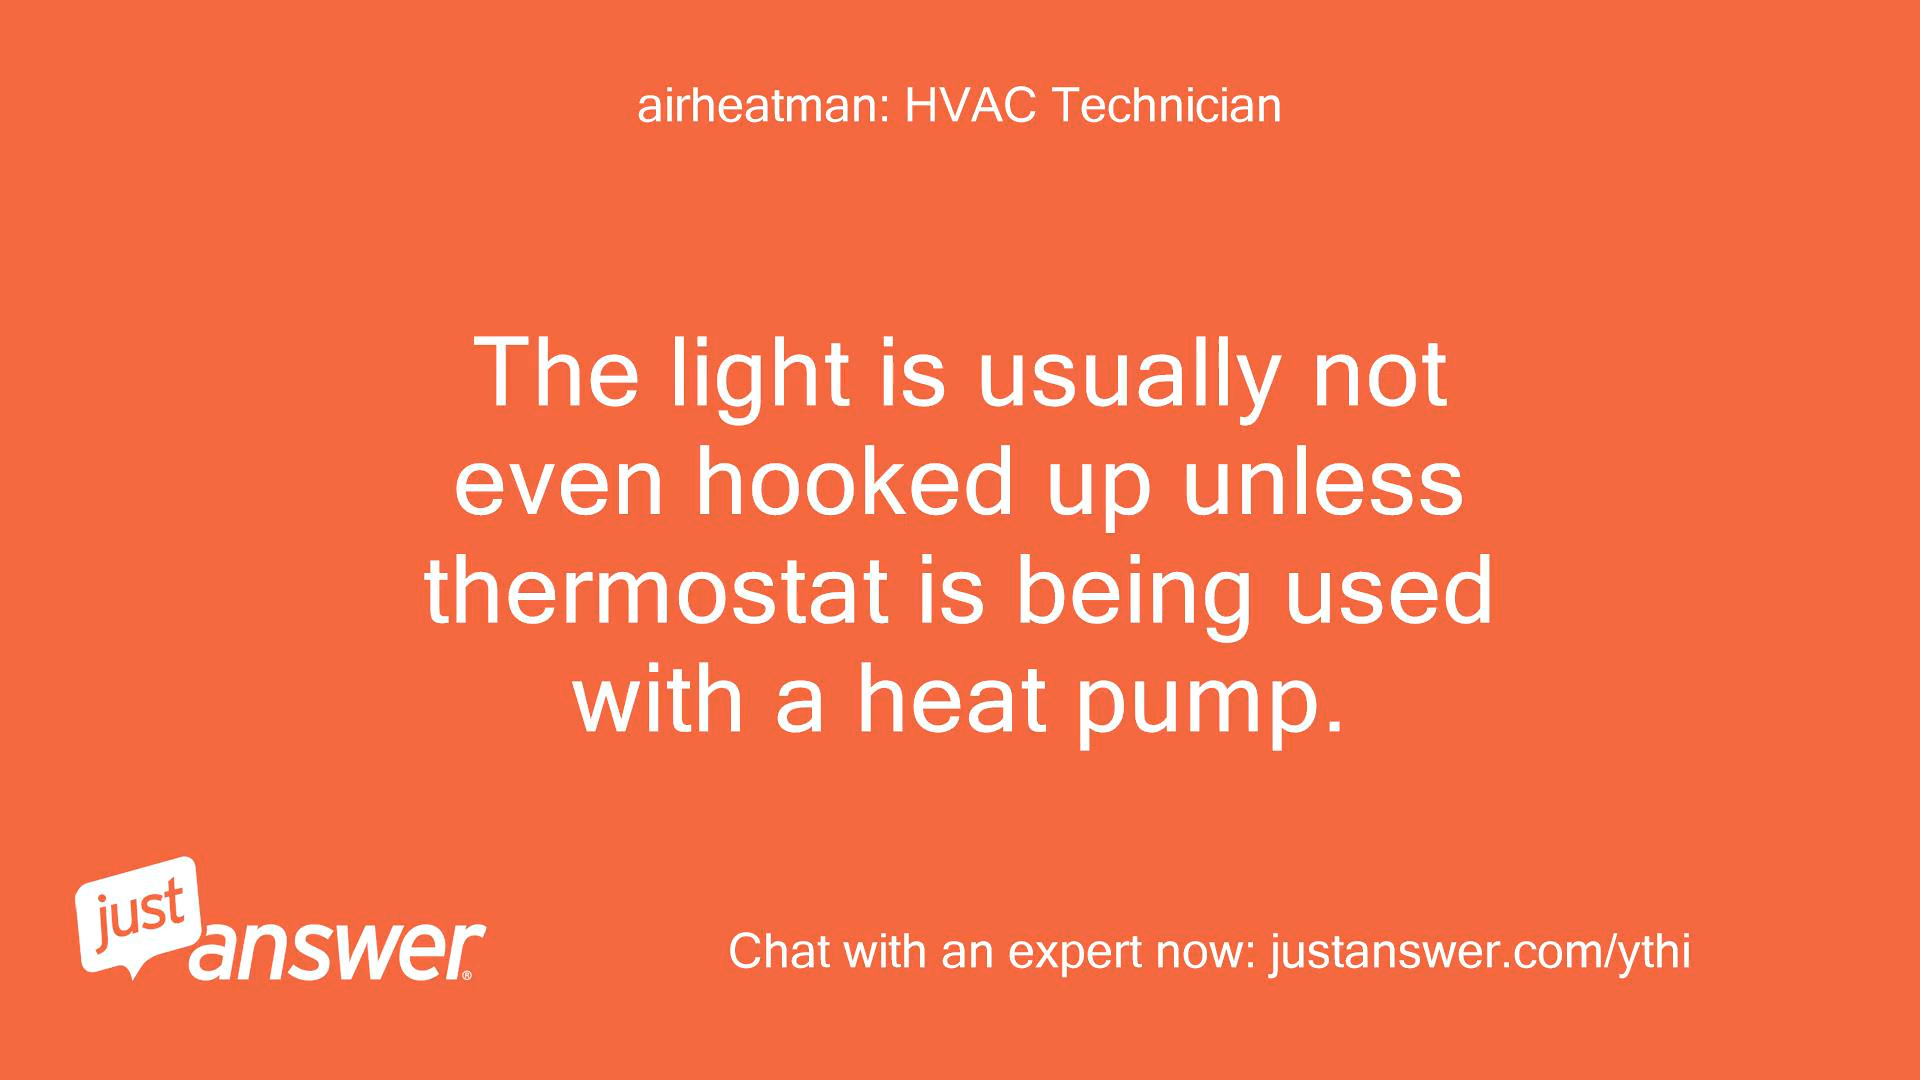 airheatman: HVAC Technician
The light is usually not
even hooked up unless
thermostat is being used
with a heat pump.
just
answer®
Chat with an expert now: justanswer.com/ythi